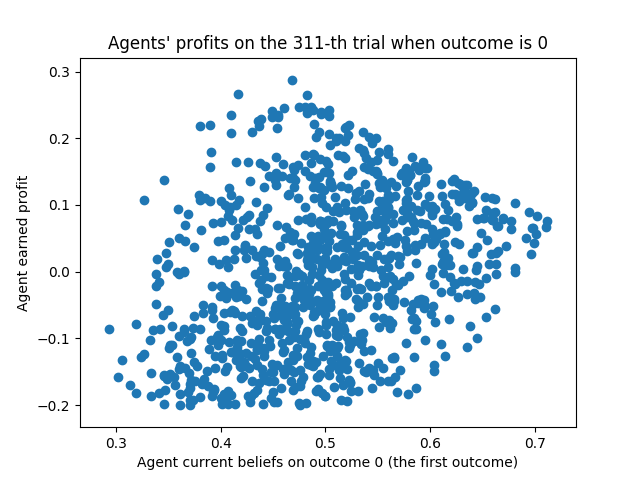 Agents' profits on the 311-th trial when outcome is 0
0.3
0.2
0.1
0.0
−0.1
−0.2
Agent earned profit
0.3 0.4 0.5 0.6 0.7
Agent current beliefs on outcome 0 (the first outcome)